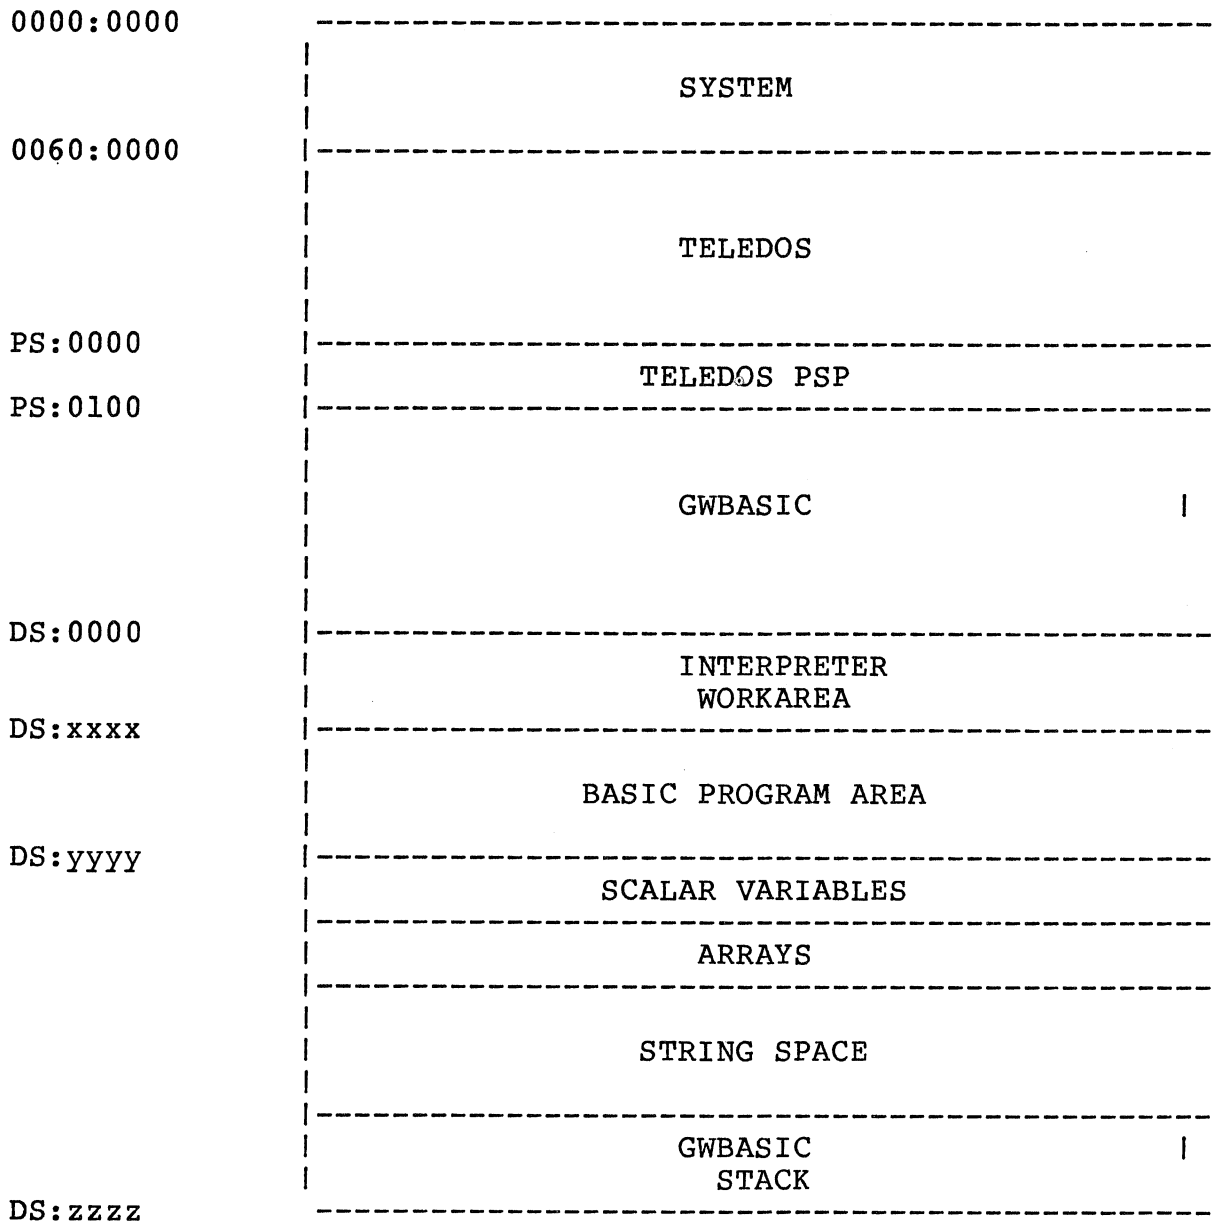 0000:0000
SYSTEM
0060:0000
TELEDOS
PS:0000
TELEDOS PSP
PS:0100
GWBASIC
DS:0000
INTERPRETER
WORKAREA
DS:xxxx
BASIC PROGRAM AREA
DS:yyyy
SCALAR VARIABLES
ARRAYS
STRING SPACE
GWBASIC
STACK
DS:zzzz